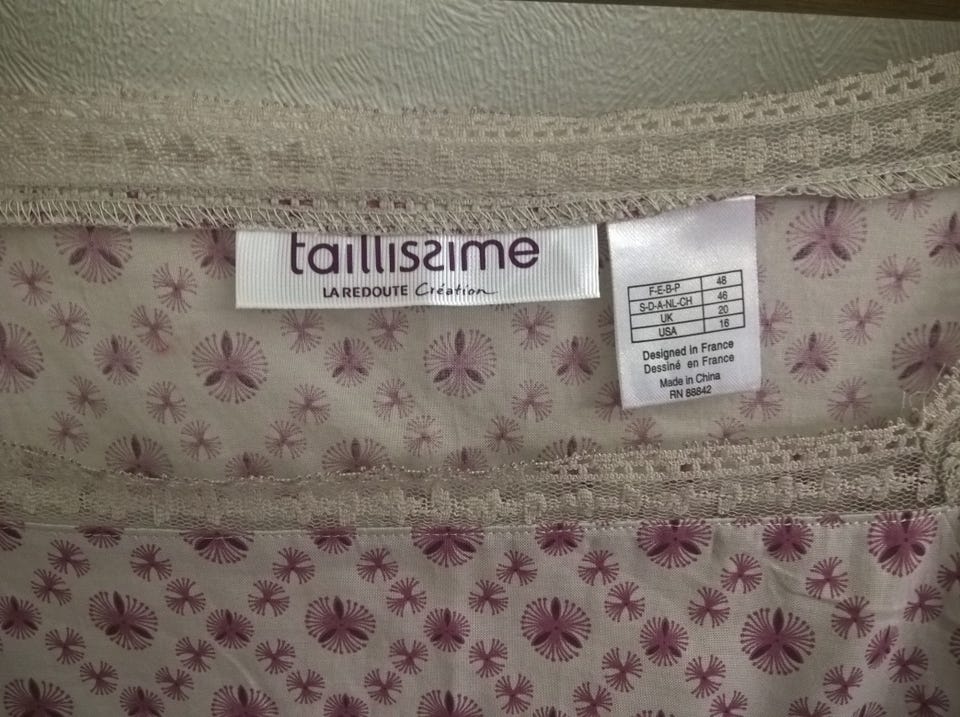 taillissime
LA REDOUTE Création
F-E-B-P 48
S-D-A-NL-CH 46
UK 20
USA 16
Designed in France
Dessiné en France
Made in China
RN 88842